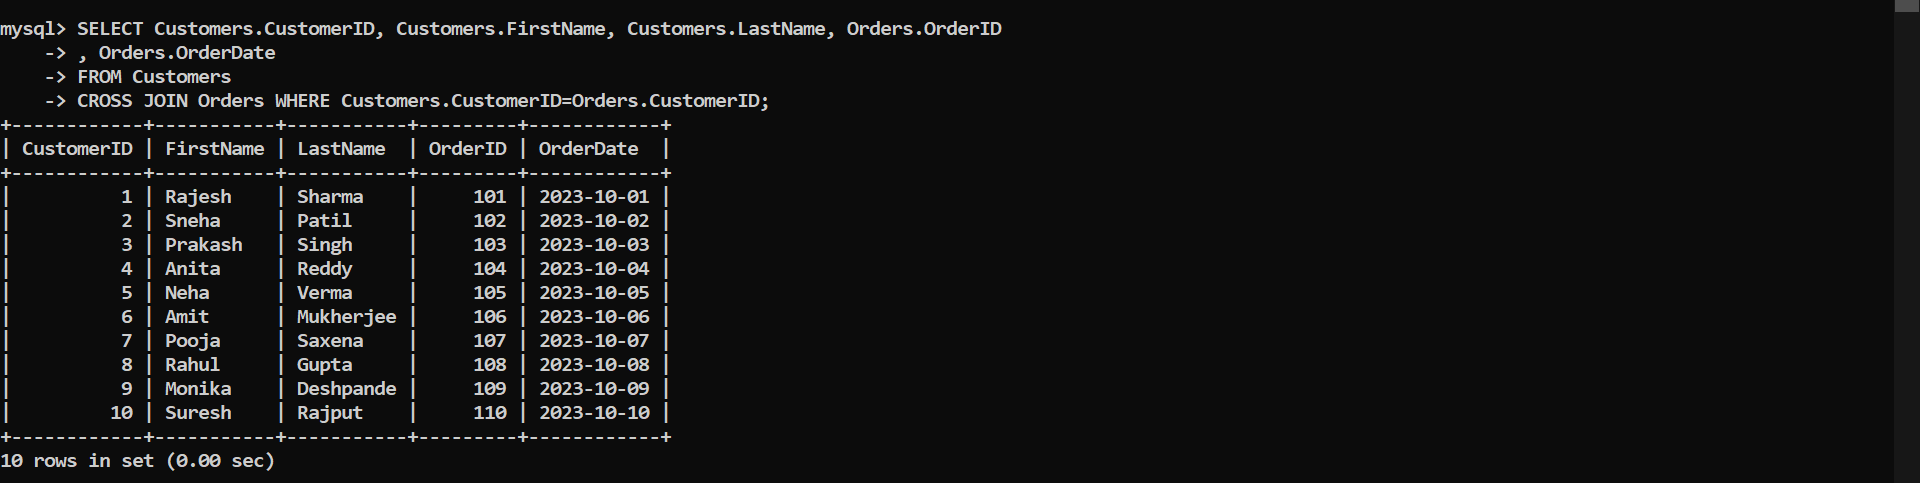 mysql> SELECT Customers.CustomerID, Customers.FirstName, Customers.LastName, Orders.OrderID
    -> , Orders.OrderDate
    -> FROM Customers
    -> CROSS JOIN Orders WHERE Customers.CustomerID=Orders.CustomerID;
+------------+-----------+-----------+---------+------------+
| CustomerID | FirstName | LastName  | OrderID | OrderDate  |
+------------+-----------+-----------+---------+------------+
|          1 | Rajesh    | Sharma    |     101 | 2023-10-01 |
|          2 | Sneha     | Patil     |     102 | 2023-10-02 |
|          3 | Prakash   | Singh     |     103 | 2023-10-03 |
|          4 | Anita     | Reddy     |     104 | 2023-10-04 |
|          5 | Neha      | Verma     |     105 | 2023-10-05 |
|          6 | Amit      | Mukherjee |     106 | 2023-10-06 |
|          7 | Pooja     | Saxena    |     107 | 2023-10-07 |
|          8 | Rahul     | Gupta     |     108 | 2023-10-08 |
|          9 | Monika    | Deshpande |     109 | 2023-10-09 |
|         10 | Suresh    | Rajput    |     110 | 2023-10-10 |
+------------+-----------+-----------+---------+------------+
10 rows in set (0.00 sec)